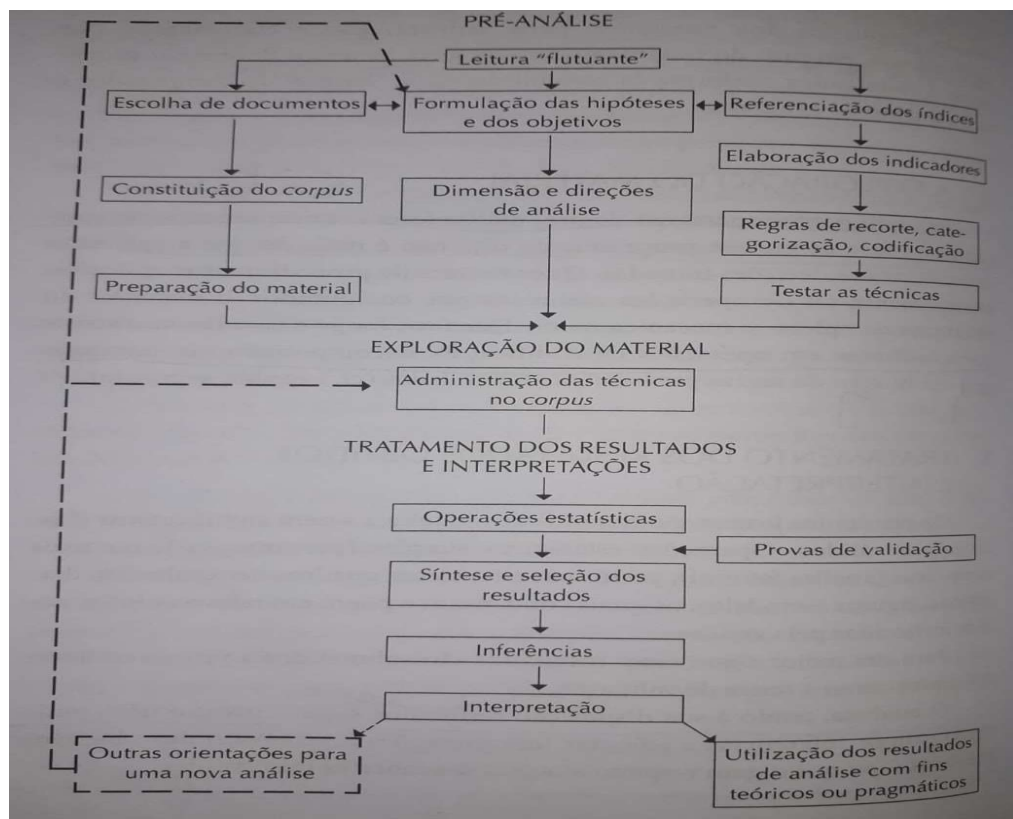 PRÉ-ANÁLISE
Leitura “flutuante”
Escolha de documentos
Formulação das hipóteses
e dos objetivos
Referenciação dos índices
Elaboração dos indicadores
Constituição do corpus
Dimensão e direções
de análise
Regras de recorte, cate-
gorização, codificação
Preparação do material
Testar as técnicas
EXPLORAÇÃO DO MATERIAL
Administração das técnicas
no corpus
TRATAMENTO DOS RESULTADOS
E INTERPRETAÇÕES
Operações estatísticas
Provas de validação
Síntese e seleção dos
resultados
Inferências
Interpretação
Outras orientações para
uma nova análise
Utilização dos resultados
de análise com fins
teóricos ou pragmáticos